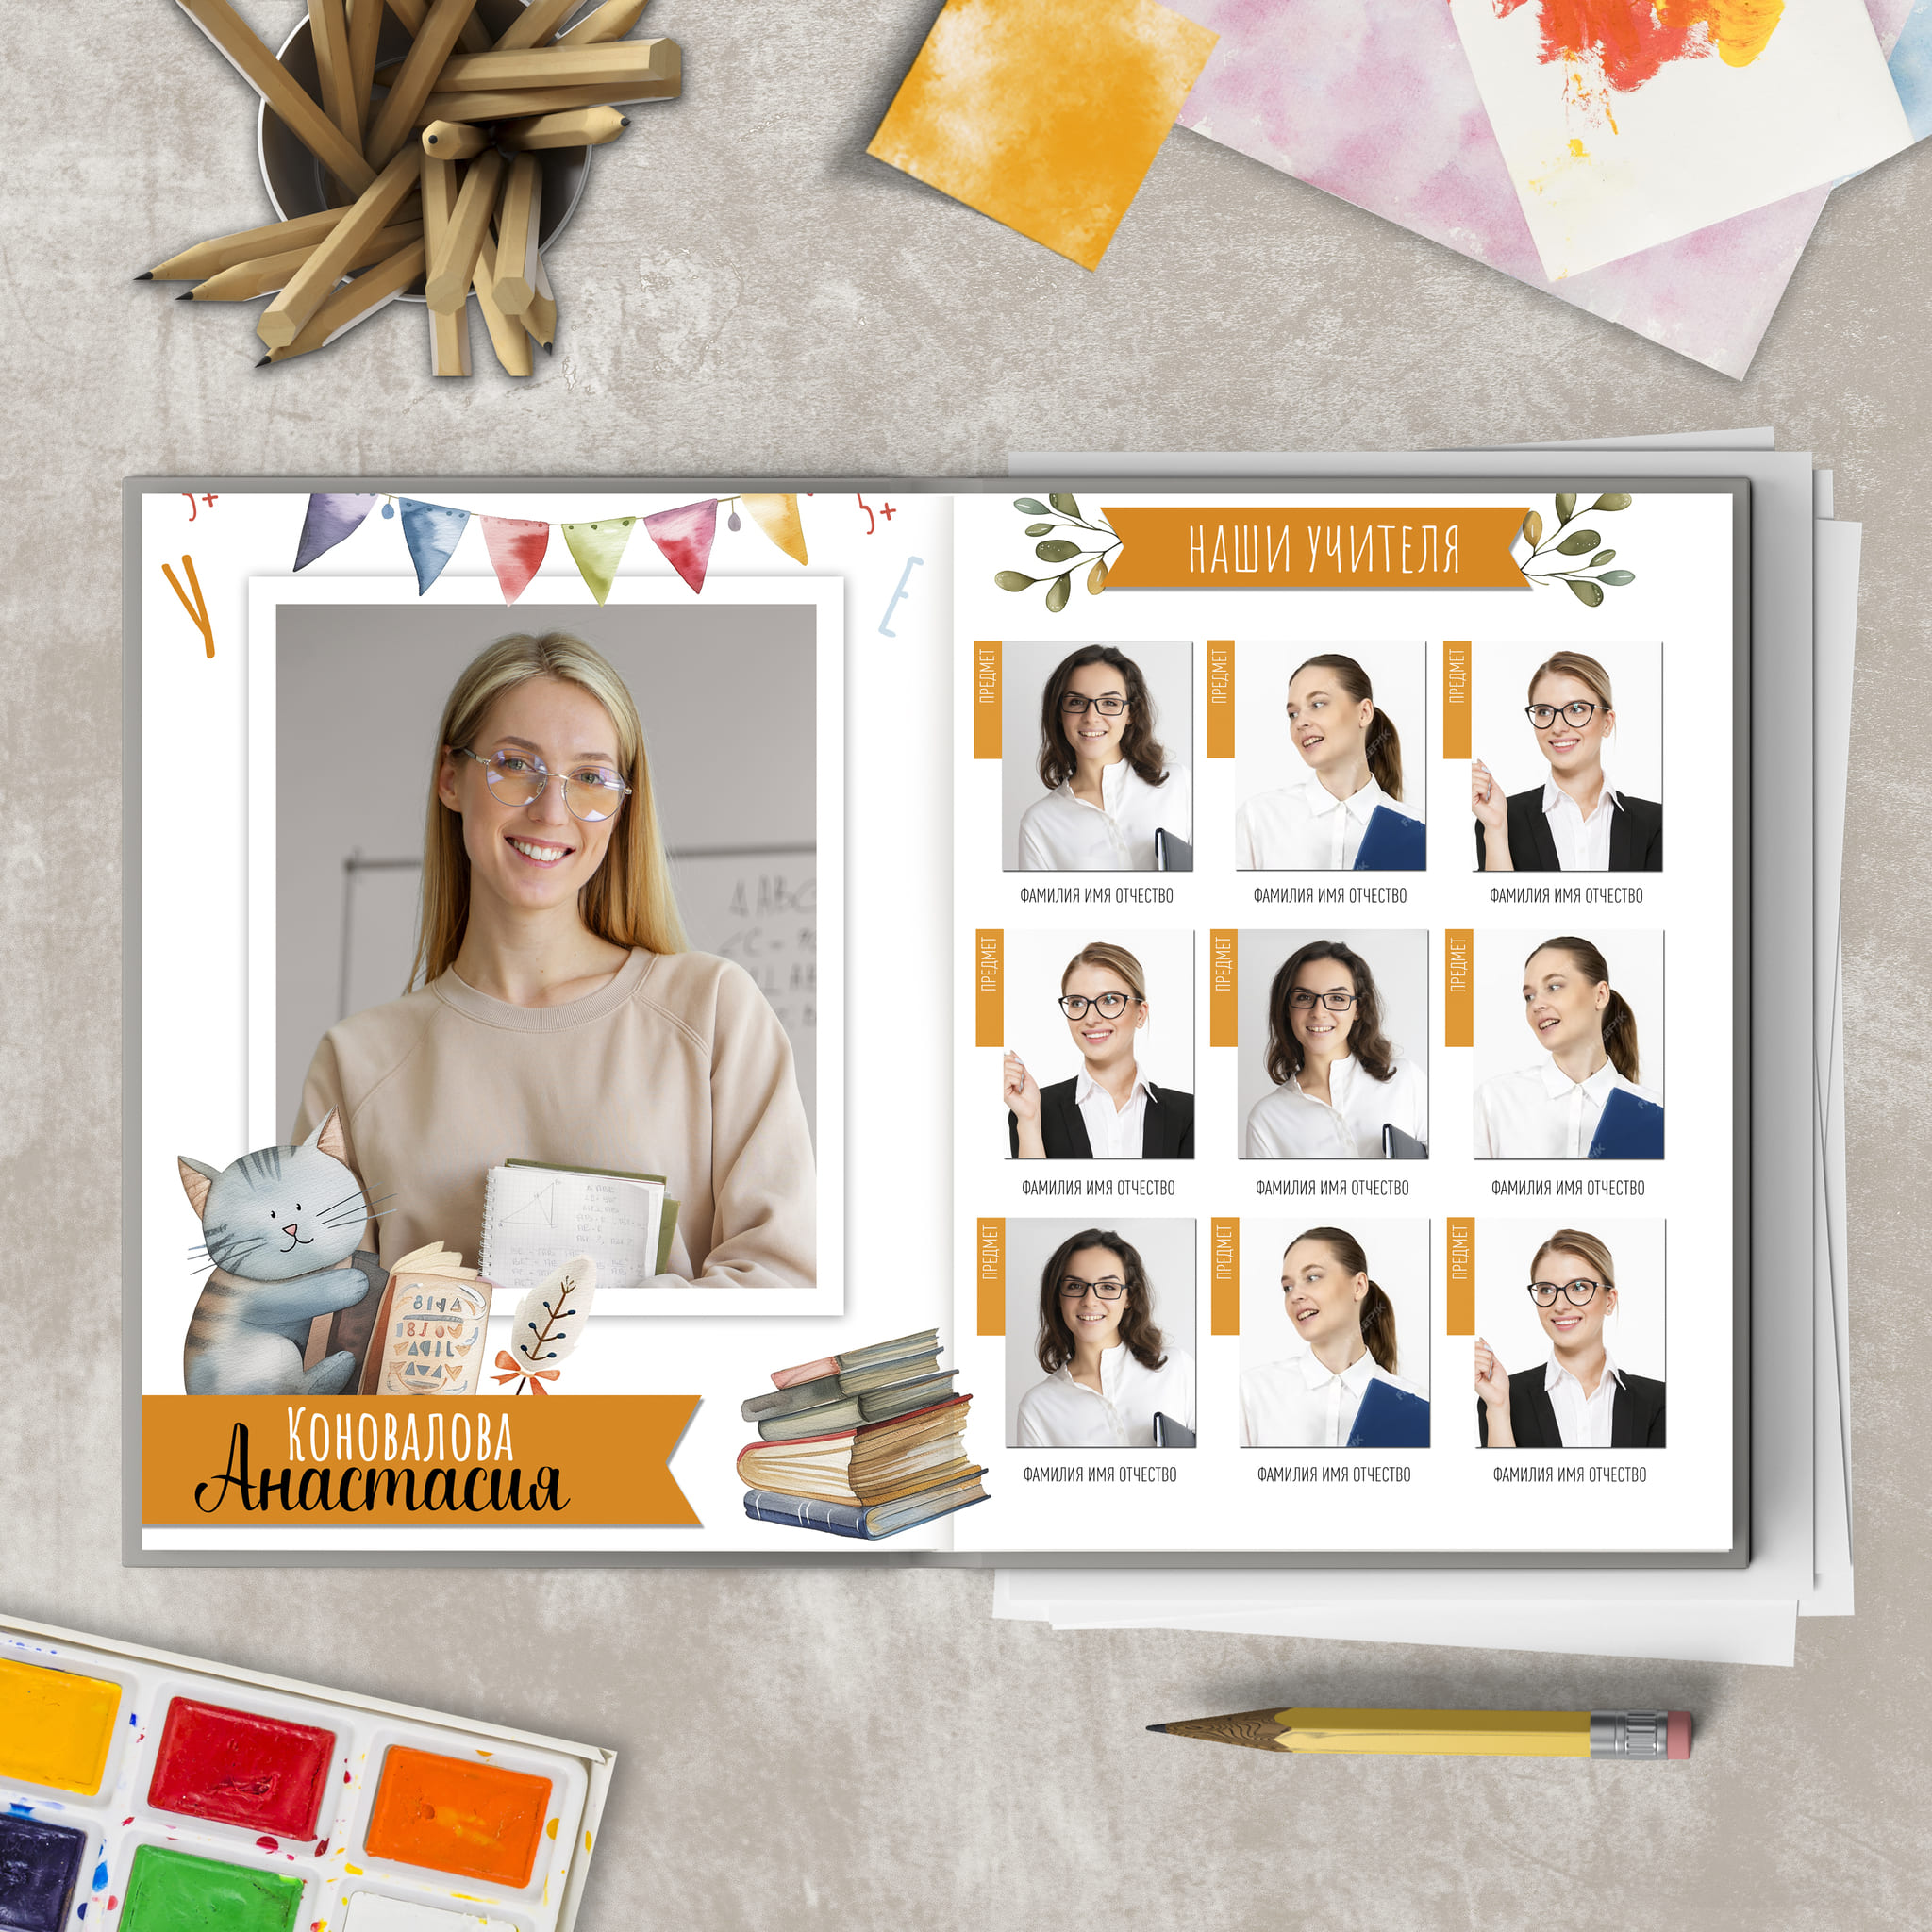 5+
5+
У
Е
Коновалова
Анастасия
НАШИ УЧИТЕЛЯ
ПРЕДМЕТ
ПРЕДМЕТ
ПРЕДМЕТ
ФАМИЛИЯ ИМЯ ОТЧЕСТВО
ФАМИЛИЯ ИМЯ ОТЧЕСТВО
ФАМИЛИЯ ИМЯ ОТЧЕСТВО
ПРЕДМЕТ
ПРЕДМЕТ
ПРЕДМЕТ
ФАМИЛИЯ ИМЯ ОТЧЕСТВО
ФАМИЛИЯ ИМЯ ОТЧЕСТВО
ФАМИЛИЯ ИМЯ ОТЧЕСТВО
ПРЕДМЕТ
ПРЕДМЕТ
ПРЕДМЕТ
ФАМИЛИЯ ИМЯ ОТЧЕСТВО
ФАМИЛИЯ ИМЯ ОТЧЕСТВО
ФАМИЛИЯ ИМЯ ОТЧЕСТВО